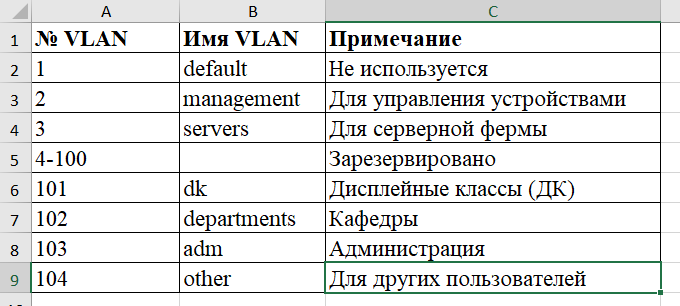 A B C
1 № VLAN Имя VLAN Примечание
2 1 default Не используется
3 2 management Для управления устройствами
4 3 servers Для серверной фермы
5 4-100 Зарезервировано
6 101 dk Дисплейные классы (ДК)
7 102 departments Кафедры
8 103 adm Администрация
9 104 other Для других пользователей